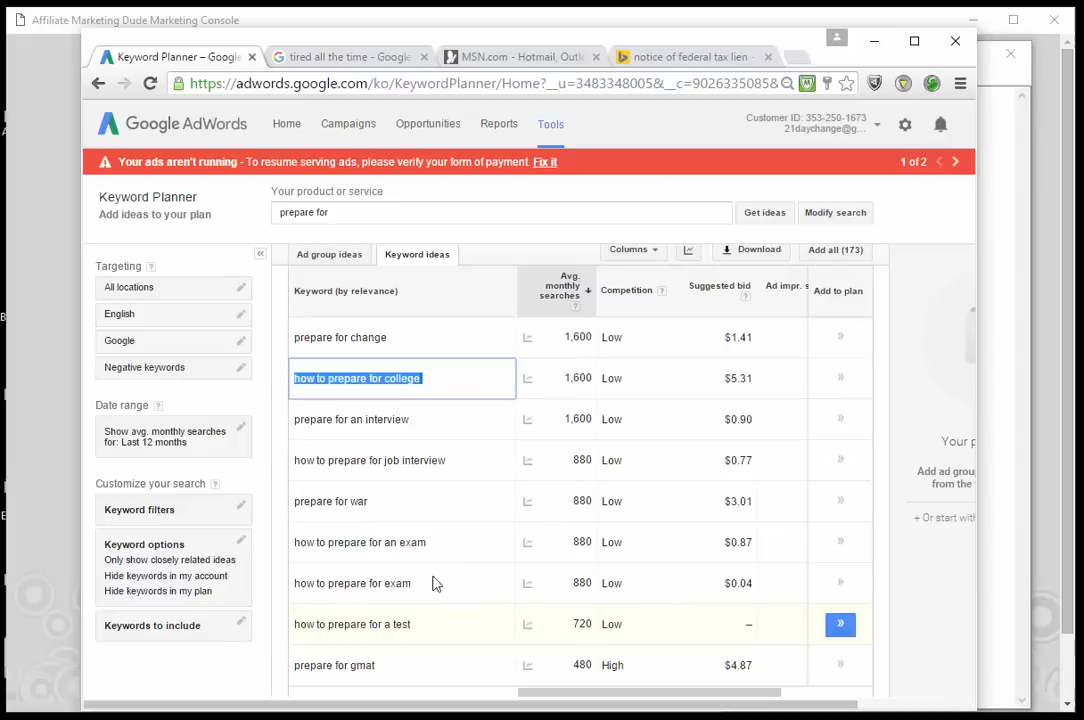 Affiliate Marketing Dude Marketing Console
Keyword Planner – Google
tired all the time - Google
MSN.com - Hotmail, Outl
notice of federal tax lien -
https://adwords.google.com/ko/KeywordPlanner/Home?__u=3483348005&__c=9026335085&
Google AdWords
Home
Campaigns
Opportunities
Reports
Tools
Customer ID: 353-250-1673
21daychange@g...
Your ads aren't running - To resume serving ads, please verify your form of payment. Fix it
1 of 2
Keyword Planner
Add ideas to your plan
Your product or service
prepare for
Get ideas
Modify search
Targeting ?
All locations
English
Google
Negative keywords
Date range ?
Show avg. monthly searches
for: Last 12 months
Customize your search ?
Keyword filters
Keyword options
Only show closely related ideas
Hide keywords in my account
Hide keywords in my plan
Keywords to include
Ad group ideas
Keyword ideas
Columns
Download
Add all (173)
Keyword (by relevance)
Avg.
monthly
searches
?
Competition ?
Suggested bid
?
Ad impr. s
Add to plan
prepare for change 1,600 Low $1.41
how to prepare for college 1,600 Low $5.31
prepare for an interview 1,600 Low $0.90
how to prepare for job interview 880 Low $0.77
prepare for war 880 Low $3.01
how to prepare for an exam 880 Low $0.87
how to prepare for exam 880 Low $0.04
how to prepare for a test 720 Low –
prepare for gmat 480 High $4.87
Your p
Add ad grou
from the
+ Or start with